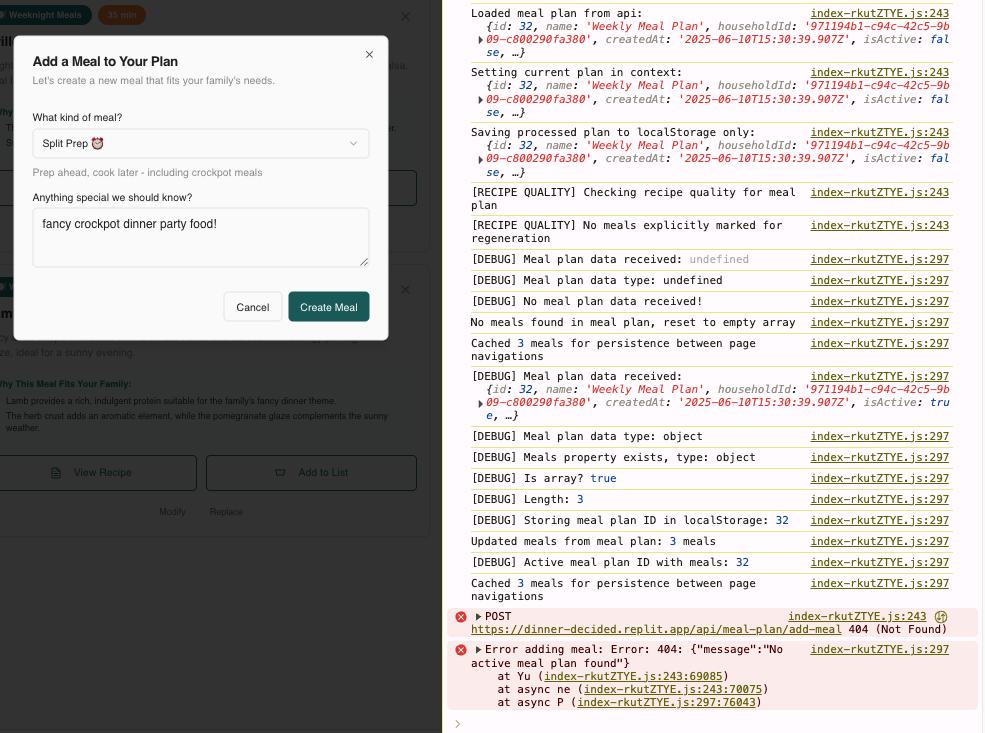 Weeknight Meals
35 min
Add a Meal to Your Plan
Let's create a new meal that fits your family's needs.
What kind of meal?
Split Prep ⏰
Prep ahead, cook later - including crockpot meals
Anything special we should know?
fancy crockpot dinner party food!
Cancel
Create Meal
ideal for a sunny evening.
Why This Meal Fits Your Family:
Lamb provides a rich, indulgent protein suitable for the family's fancy dinner theme.
The herb crust adds an aromatic element, while the pomegranate glaze complements the sunny
weather.
View Recipe
Add to List
Modify
Replace
Loaded meal plan from api: index-rkutZTYE.js:243
{id: 32, name: 'Weekly Meal Plan', householdId: '971194b1-c94c-42c5-9b
09-c800290fa380', createdAt: '2025-06-10T15:30:39.907Z', isActive: fal
se, …}
Setting current plan in context: index-rkutZTYE.js:243
{id: 32, name: 'Weekly Meal Plan', householdId: '971194b1-c94c-42c5-9b
09-c800290fa380', createdAt: '2025-06-10T15:30:39.907Z', isActive: fal
se, …}
Saving processed plan to localStorage only: index-rkutZTYE.js:243
{id: 32, name: 'Weekly Meal Plan', householdId: '971194b1-c94c-42c5-9b
09-c800290fa380', createdAt: '2025-06-10T15:30:39.907Z', isActive: fal
se, …}
[RECIPE QUALITY] Checking recipe quality for meal index-rkutZTYE.js:243
plan
[RECIPE QUALITY] No meals explicitly marked for index-rkutZTYE.js:243
regeneration
[DEBUG] Meal plan data received: undefined index-rkutZTYE.js:297
[DEBUG] Meal plan data type: undefined index-rkutZTYE.js:297
[DEBUG] No meal plan data received! index-rkutZTYE.js:297
No meals found in meal plan, reset to empty array index-rkutZTYE.js:297
Cached 3 meals for persistence between page index-rkutZTYE.js:297
navigations
[DEBUG] Meal plan data received: index-rkutZTYE.js:297
{id: 32, name: 'Weekly Meal Plan', householdId: '971194b1-c94c-42c5-9b
09-c800290fa380', createdAt: '2025-06-10T15:30:39.907Z', isActive: tru
e, …}
[DEBUG] Meal plan data type: object index-rkutZTYE.js:297
[DEBUG] Meals property exists, type: object index-rkutZTYE.js:297
[DEBUG] Is array? true index-rkutZTYE.js:297
[DEBUG] Length: 3 index-rkutZTYE.js:297
[DEBUG] Storing meal plan ID in localStorage: 32 index-rkutZTYE.js:297
Updated meals from meal plan: 3 meals index-rkutZTYE.js:297
[DEBUG] Active meal plan ID with meals: 32 index-rkutZTYE.js:297
Cached 3 meals for persistence between page index-rkutZTYE.js:297
navigations
POST index-rkutZTYE.js:243
https://dinner-decided.replit.app/api/meal-plan/add-meal 404 (Not Found)
Error adding meal: Error: 404: {"message":"No index-rkutZTYE.js:297
active meal plan found"}
at Yu (index-rkutZTYE.js:243:69085)
at async ne (index-rkutZTYE.js:243:70075)
at async P (index-rkutZTYE.js:297:76043)